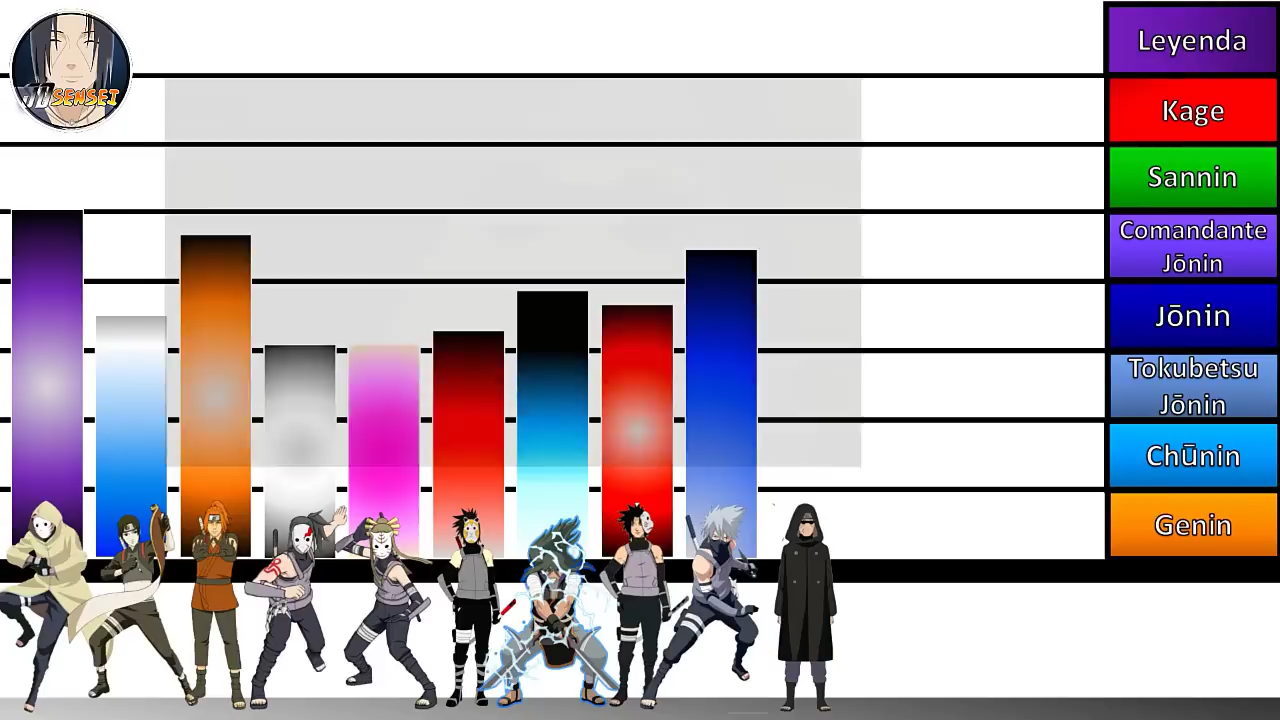 SENSEI
Leyenda
Kage
Sannin
Comandante
Jōnin
Jōnin
Tokubetsu
Jōnin
Chūnin
Genin